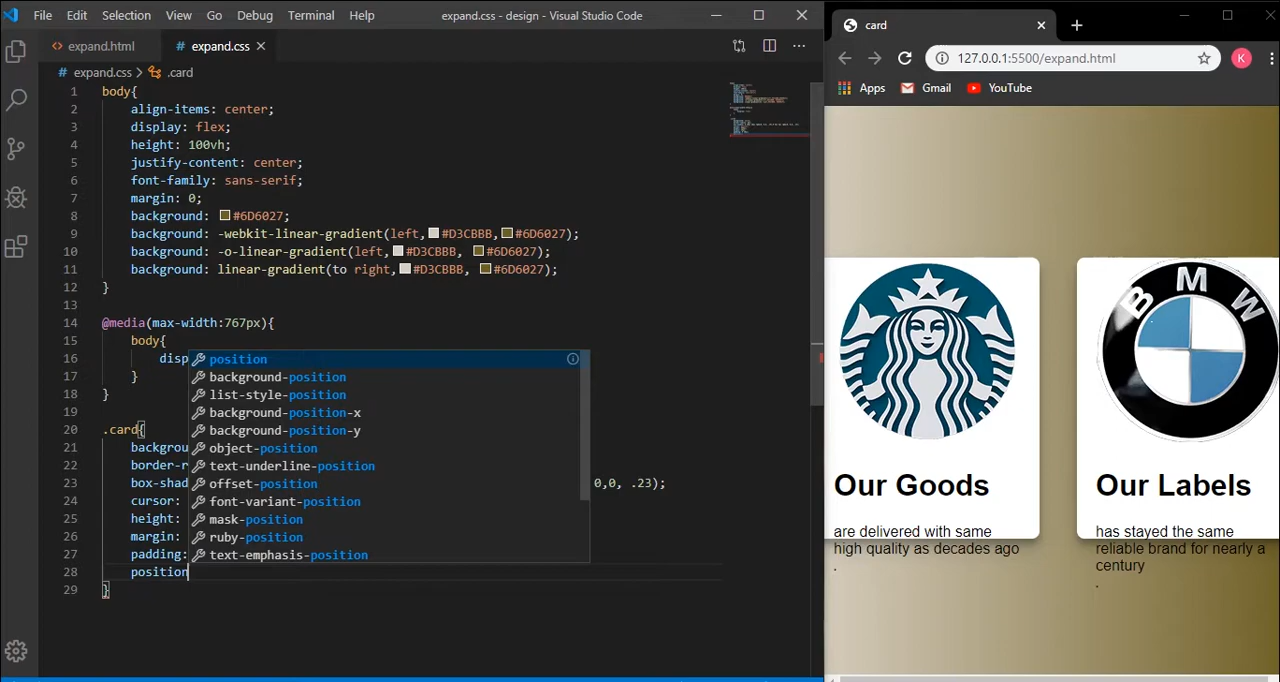 File Edit Selection View Go Debug Terminal Help expand.css - design - Visual Studio Code
expand.html expand.css
# expand.css > .card
1 body{
2 align-items: center;
3 display: flex;
4 height: 100vh;
5 justify-content: center;
6 font-family: sans-serif;
7 margin: 0;
8 background: #6D6027;
9 background: -webkit-linear-gradient(left,#D3CBBB,#6D6027);
10 background: -o-linear-gradient(left,#D3CBBB, #6D6027);
11 background: linear-gradient(to right,#D3CBBB, #6D6027);
12 }
13
14 @media(max-width:767px){
15 body{
16 disp
17 }
18 }
19
20 .card{
21 backgrou
22 border-r
23 box-shad 0,0, .23);
24 cursor:
25 height:
26 margin:
27 padding:
28 position
29 }
position
background-position
list-style-position
background-position-x
background-position-y
object-position
text-underline-position
offset-position
font-variant-position
mask-position
ruby-position
text-emphasis-position
card
127.0.0.1:5500/expand.html K
Apps Gmail YouTube
Our Goods
are delivered with same
high quality as decades ago
.
BMW
Our Labels
has stayed the same
reliable brand for nearly a
century
.